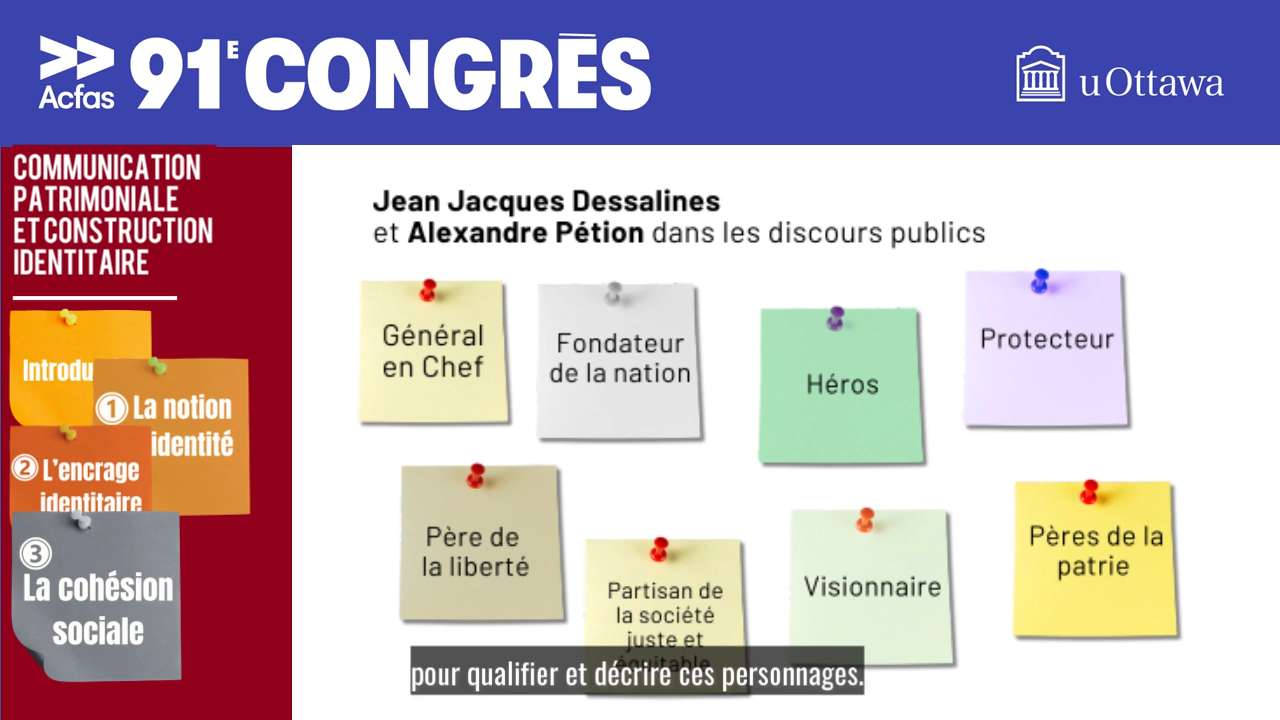 Acfas
91E CONGRÈS
uOttawa
COMMUNICATION
PATRIMONIALE
ET CONSTRUCTION
IDENTITAIRE
Introdu
① La notion
identité
② L'encrage
identitaire
③
La cohésion
sociale
Jean Jacques Dessalines
et Alexandre Pétion dans les discours publics
Général
en Chef
Fondateur
de la nation
Héros
Protecteur
Père de
la liberté
Partisan de
la société
juste et
équitable
Visionnaire
Pères de la
patrie
pour qualifier et décrire ces personnages.